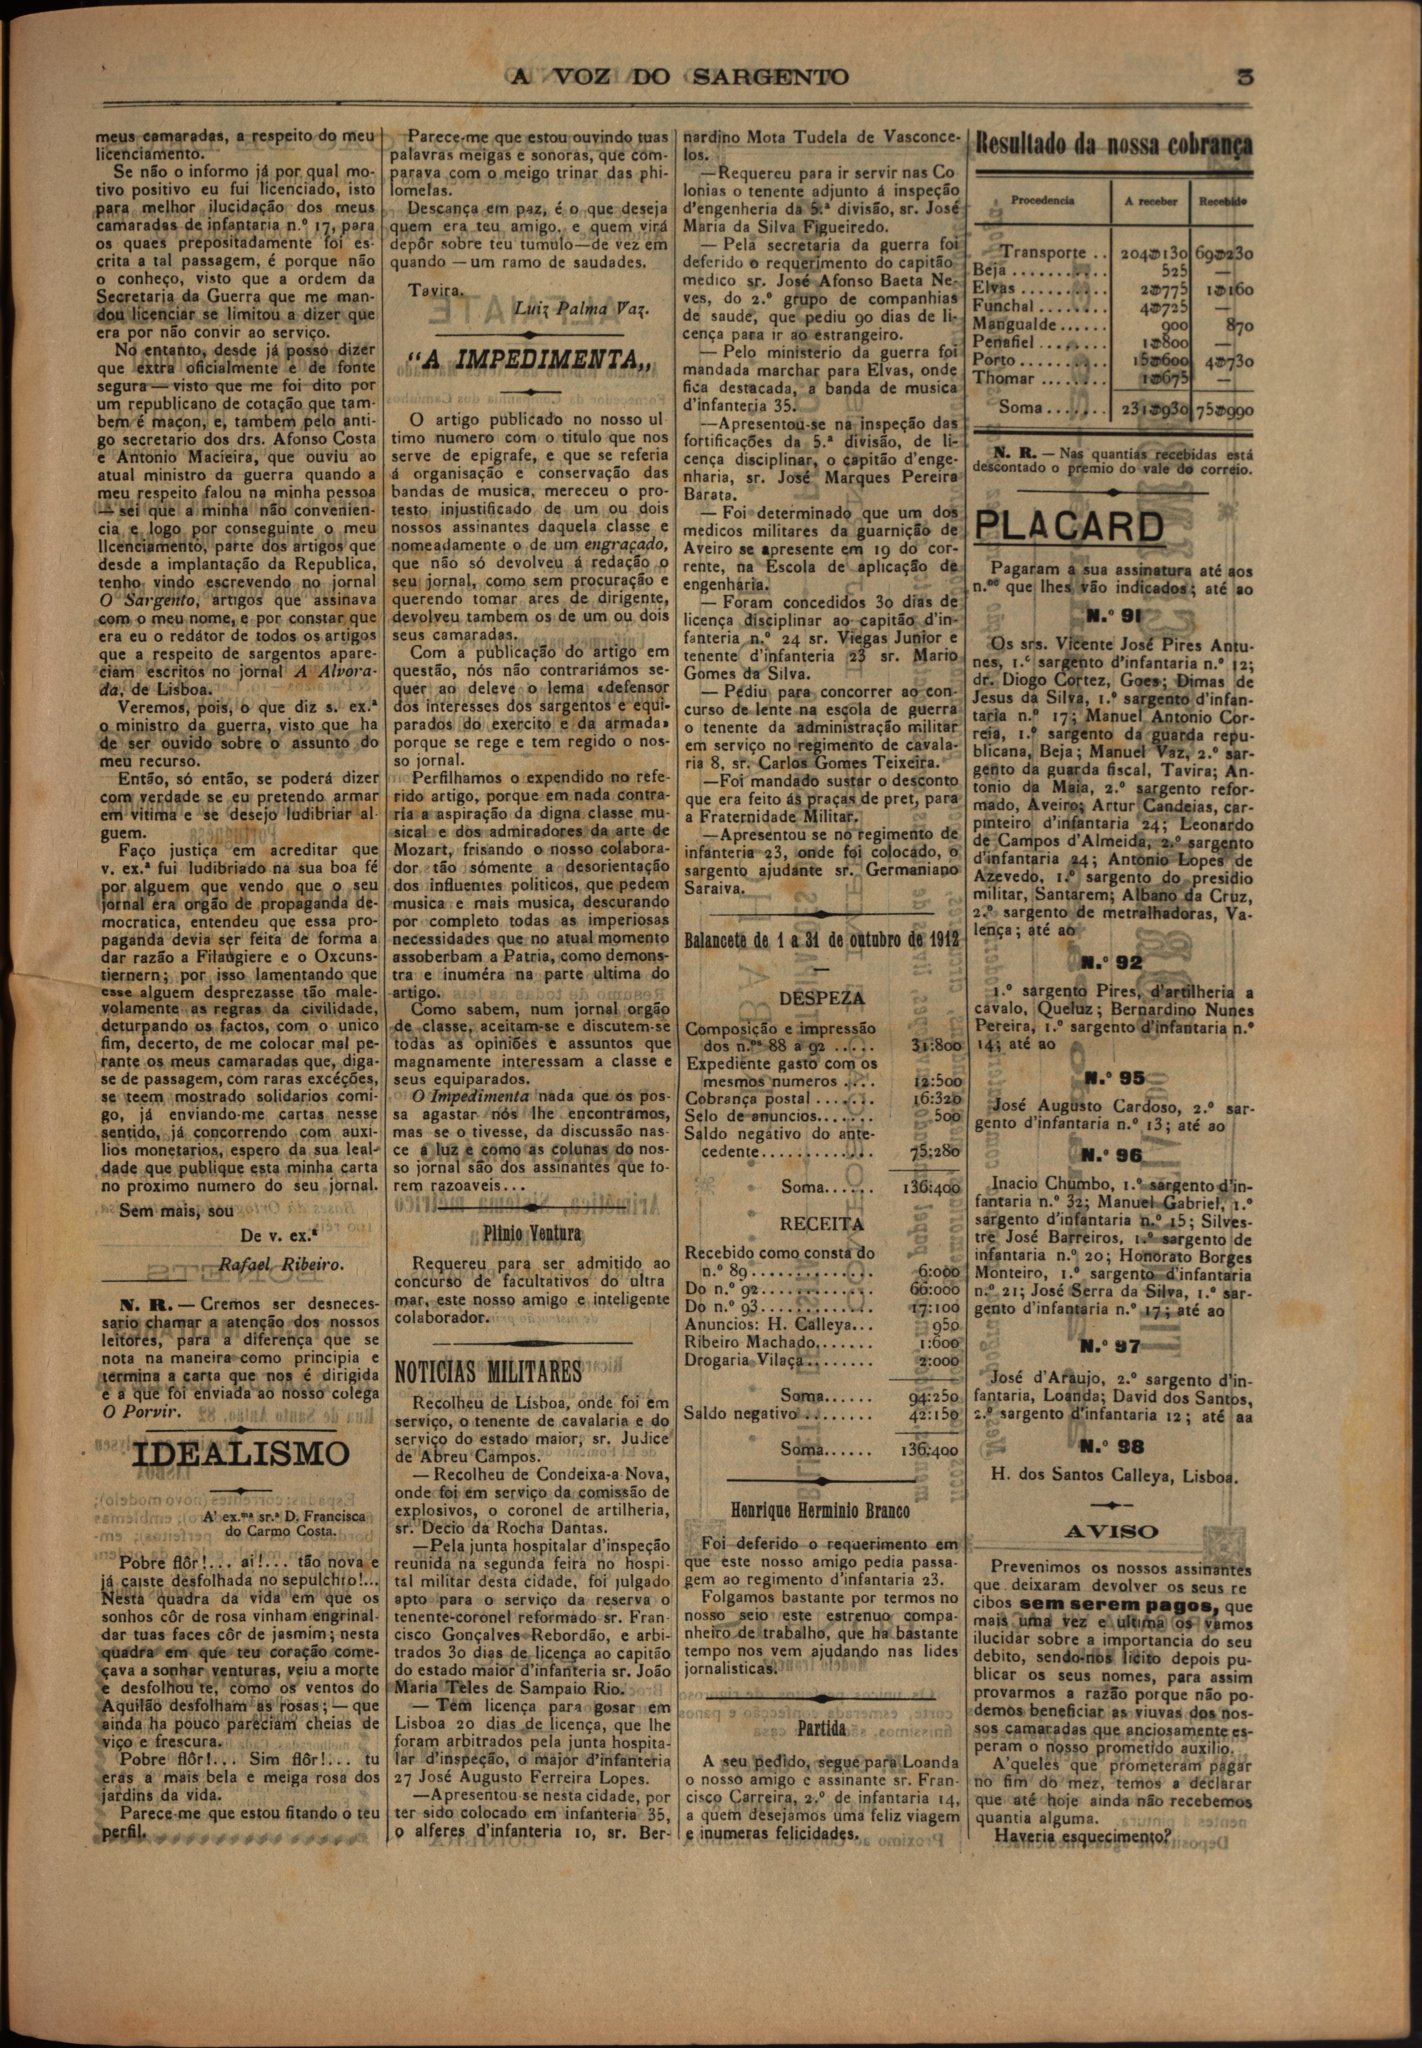 A VOZ DO SARGENTO
3
meus camaradas, a respeito do meu
licenciamento.
Se não o informo já por qual mo-
tivo positivo eu fui licenciado, isto
para melhor ilucidação dos meus
camaradas de infantaria n.º 17, para
os quaes prepositadamente foi es-
crita a tal passagem, é porque não
o conheço, visto que a ordem da
Secretaria da Guerra que me man-
dou licenciar se limitou a dizer que
era por não convir ao serviço.
No entanto, desde já posso dizer
que extra oficialmente e de fonte
segura — visto que me foi dito por
um republicano de cotação que tam-
bem é maçon, e, tambem pelo anti-
go secretario dos drs. Afonso Costa
e Antonio Macieira, que ouviu ao
atual ministro da guerra quando a
meu respeito falou na minha pessoa
— sei que a minha não convenien-
cia e logo por conseguinte o meu
licenciamento, parte dos artigos que
desde a implantação da Republica,
tenho vindo escrevendo no jornal
O Sargento, artigos que assinava
com o meu nome, e por constar que
era eu o redátor de todos os artigos
que a respeito de sargentos apare-
ciam escritos no jornal A Alvora-
da, de Lisboa.
Veremos, pois, o que diz s. ex.ª
o ministro da guerra, visto que ha
de ser ouvido sobre o assunto do
meu recurso.
Então, só então, se poderá dizer
com verdade se eu pretendo armar
em vitima e se desejo ludibriar al-
guem.
Faço justiça em acreditar que
v. ex.ª fui ludibriado na sua boa fé
por alguem que vendo que o seu
jornal era orgão de propaganda de-
mocratica, entendeu que essa pro-
paganda devia ser feita de forma a
dar razão a Filaŭgiere e o Oxcuns-
tiernern; por isso lamentando que
esse alguem desprezasse tão male-
volamente as regras da civilidade,
deturpando os factos, com o unico
fim, decerto, de me colocar mal pe-
rante os meus camaradas que, diga-
se de passagem, com raras excéções,
se teem mostrado solidarios comi-
go, já enviando-me cartas nesse
sentido, já concorrendo com auxi-
lios monetarios, espero da sua leal-
dade que publique esta minha carta
no proximo numero do seu jornal.
Sem mais, sou
De v. ex.ª
Rafael Ribeiro.
N. R. — Cremos ser desneces-
sario chamar a atenção dos nossos
leitores, para a diferença que se
nota na maneira como principia e
termina a carta que nos é dirigida
e a que foi enviada ao nosso colega
O Porvir.
IDEALISMO
A' ex.ma sr.ª D. Francisca
do Carmo Costa.
Pobre flôr!... ai!... tão nova e
já caiste desfolhada no sepulchro!...
Nesta quadra da vida em que os
sonhos côr de rosa vinham engrinal-
dar tuas faces côr de jasmim; nesta
quadra em que teu coração come-
çava a sonhar venturas, veiu a morte
e desfolhou te, como os ventos do
Aquilão desfolham as rosas; — que
ainda ha pouco pareciam cheias de
viço e frescura.
Pobre flôr!... Sim flôr!... tu
eras a mais bela e meiga rosa dos
jardins da vida.
Parece-me que estou fitando o teu
perfil.
Parece-me que estou ouvindo tuas
palavras meigas e sonoras, que com-
parava com o meigo trinar das phi-
lomelas.
Descança em paz, é o que deseja
quem era teu amigo, e quem virá
depôr sobre teu tumulo—de vez em
quando — um ramo de saudades.
Tavira.
Luiz Palma Vaz.
“A IMPEDIMENTA„
O artigo publicado no nosso ul
timo numero com o titulo que nos
serve de epigrafe, e que se referia
á organisação e conservação das
bandas de musica, mereceu o pro-
testo injustificado de um ou dois
nossos assinantes daquela classe e
nomeadamente o de um engraçado,
que não só devolveu á redação o
seu jornal, como sem procuração e
querendo tomar ares de dirigente,
devolveu tambem os de um ou dois
seus camaradas.
Com a publicação do artigo em
questão, nós não contrariámos se-
quer ao deleve o lema «defensor
dos interesses dos sargentos e equi-
parados do exercito e da armada»
porque se rege e tem regido o nos-
so jornal.
Perfilhamos o expendido no refe-
rido artigo, porque em nada contra-
ria a aspiração da digna classe mu-
sical e dos admiradores da arte de
Mozart, frisando o nosso colabora-
dor tão sómente a desorientação
dos influentes politicos, que pedem
musica e mais musica, descurando
por completo todas as imperiosas
necessidades que no atual momento
assoberbam a Patria, como demons-
tra e inuméra na parte ultima do
artigo.
Como sabem, num jornal orgão
de classe, aceitam-se e discutem-se
todas as opiniões e assuntos que
magnamente interessam a classe e
seus equiparados.
O Impedimenta nada que os pos-
sa agastar nós lhe encontramos,
mas se o tivesse, da discussão nas-
ce a luz e como as colunas do nos-
so jornal são dos assinantes que fo-
rem razoaveis...
Plinio Ventura
Requereu para ser admitido ao
concurso de facultativos do ultra
mar, este nosso amigo e inteligente
colaborador.
NOTICIAS MILITARES
Recolheu de Lisboa, onde foi em
serviço, o tenente de cavalaria e do
serviço do estado maior, sr. Judice
de Abreu Campos.
— Recolheu de Condeixa-a Nova,
onde foi em serviço da comissão de
explosivos, o coronel de artilheria,
sr. Decio da Rocha Dantas.
—Pela junta hospitalar d'inspeção
reunida na segunda feira no hospi-
tal militar desta cidade, foi julgado
apto para o serviço da reserva o
tenente-coronel reformado sr. Fran-
cisco Gonçalves Rebordão, e arbi-
trados 30 dias de licença ao capitão
do estado maior d'infanteria sr. João
Maria Teles de Sampaio Rio.
— Tem licença para gosar em
Lisboa 20 dias de licença, que lhe
foram arbitrados pela junta hospita-
lar d'inspeção, o major d'infanteria
27 José Augusto Ferreira Lopes.
—Apresentou se nesta cidade, por
ter sido colocado em infanteria 35,
o alferes d'infanteria 10, sr. Ber-
nardino Mota Tudela de Vasconce-
los.
—Requereu para ir servir nas Co
lonias o tenente adjunto á inspeção
d'engenheria da 5.ª divisão, sr. José
Maria da Silva Figueiredo.
— Pela secretaria da guerra foi
deferido o requerimento do capitão
medico sr. José Afonso Baeta Ne-
ves, do 2.º grupo de companhias
de saude, que pediu 90 dias de li-
cença para ir ao estrangeiro.
— Pelo ministerio da guerra foi
mandada marchar para Elvas, onde
fica destacada, a banda de musica
d'infanteria 35.
—Apresentou-se na inspeção das
fortificações da 5.ª divisão, de li-
cença disciplinar, o capitão d'enge-
nharia, sr. José Marques Pereira
Barata.
— Foi determinado que um dos
medicos militares da guarnição de
Aveiro se apresente em 19 do cor-
rente, na Escola de aplicação de
engenharia.
— Foram concedidos 30 dias de
licença disciplinar ao capitão d'in-
fanteria n.º 24 sr. Viegas Junior e
tenente d'infanteria 23 sr. Mario
Gomes da Silva.
— Pediu para concorrer ao con-
curso de lente na escola de guerra
o tenente da administração militar
em serviço no regimento de cavala-
ria 8, sr. Carlos Gomes Teixeira.
—Foi mandado sustar o desconto
que era feito ás praças de pret, para
a Fraternidade Militar.
—Apresentou se no regimento de
infanteria 23, onde foi colocado, o
sargento ajudante sr. Germaniano
Saraiva.
Balancete de 1 a 31 de outubro de 1912
DESPEZA
Composição e impressão
dos n.os 88 a 92 ..... 31:800
Expediente gasto com os
mesmos numeros .... 12:500
Cobrança postal ....... 16:320
Selo de anuncios....... 500
Saldo negativo do ante-
cedente............. 75:280
Soma...... 136:400
RECEITA
Recebido como consta do
n.º 89.............. 6:000
Do n.º 92............. 66:000
Do n.º 93............. 17:100
Anuncios: H. Calleya... 950
Ribeiro Machado....... 1:600
Drogaria Vilaça........ 2:000
Soma...... 94:250
Saldo negativo ........ 42:150
Soma...... 136:400
Henrique Herminio Branco
Foi deferido o requerimento em
que este nosso amigo pedia passa-
gem ao regimento d'infantaria 23.
Folgamos bastante por termos no
nosso seio este estrenuo compa-
nheiro de trabalho, que ha bastante
tempo nos vem ajudando nas lides
jornalisticas.
Partida
A seu pedido, segue para Loanda
o nosso amigo e assinante sr. Fran-
cisco Carreira, 2.º de infantaria 14,
a quem desejamos uma feliz viagem
e inumeras felicidades.
Resultado da nossa cobrança
Procedencia A receber Recebido
Transporte .. 204$130 69$230
Beja .......... 525 —
Elvas .......... 2$775 1$160
Funchal ........ 4$725 —
Mangualde ...... 900 870
Penafiel ........ 1$800 —
Porto .......... 15$600 4$730
Thomar ........ 1$675 —
Soma ....... 231$930 75$990
N. R. — Nas quantias recebidas está
descontado o premio do vale do correio.
PLACARD
Pagaram a sua assinatura até aos
n.os que lhes vão indicados; até ao
N.º 91
Os srs. Vicente José Pires Antu-
nes, 1.º sargento d'infantaria n.º 12;
dr. Diogo Cortez, Goes; Dimas de
Jesus da Silva, 1.º sargento d'infan-
taria n.º 17; Manuel Antonio Cor-
reia, 1.º sargento da guarda repu-
blicana, Beja; Manuel Vaz, 2.º sar-
gento da guarda fiscal, Tavira; An-
tonio da Maia, 2.º sargento refor-
mado, Aveiro; Artur Candeias, car-
pinteiro d'infantaria 24; Leonardo
de Campos d'Almeida, 2.º sargento
d'infantaria 24; Antonio Lopes de
Azevedo, 1.º sargento do presidio
militar, Santarem; Albano da Cruz,
2.º sargento de metralhadoras, Va-
lença; até ao
N.º 92
1.º sargento Pires, d'artilheria a
cavalo, Queluz; Bernardino Nunes
Pereira, 1.º sargento d'infantaria n.º
14; até ao
N.º 95
José Augusto Cardoso, 2.º sar-
gento d'infantaria n.º 13; até ao
N.º 96
Inacio Chumbo, 1.º sargento d'in-
fantaria n.º 32; Manuel Gabriel, 1.º
sargento d'infantaria n.º 15; Silves-
tre José Barreiros, 1.º sargento de
infantaria n.º 20; Honorato Borges
Monteiro, 1.º sargento d'infantaria
n.º 21; José Serra da Silva, 1.º sar-
gento d'infantaria n.º 17; até ao
N.º 97
José d'Araujo, 2.º sargento d'in-
fantaria, Loanda; David dos Santos,
2.º sargento d'infantaria 12; até aa
N.º 98
H. dos Santos Calleya, Lisboa.
AVISO
Prevenimos os nossos assinantes
que deixaram devolver os seus re
cibos sem serem pagos, que
mais uma vez e ultima os vamos
ilucidar sobre a importancia do seu
debito, sendo-nos licito depois pu-
blicar os seus nomes, para assim
provarmos a razão porque não po-
demos beneficiar as viuvas dos nos-
sos camaradas que anciosamente es-
peram o nosso prometido auxilio.
A'queles que prometeram pagar
no fim do mez, temos a declarar
que até hoje ainda não recebemos
quantia alguma.
Haveria esquecimento?